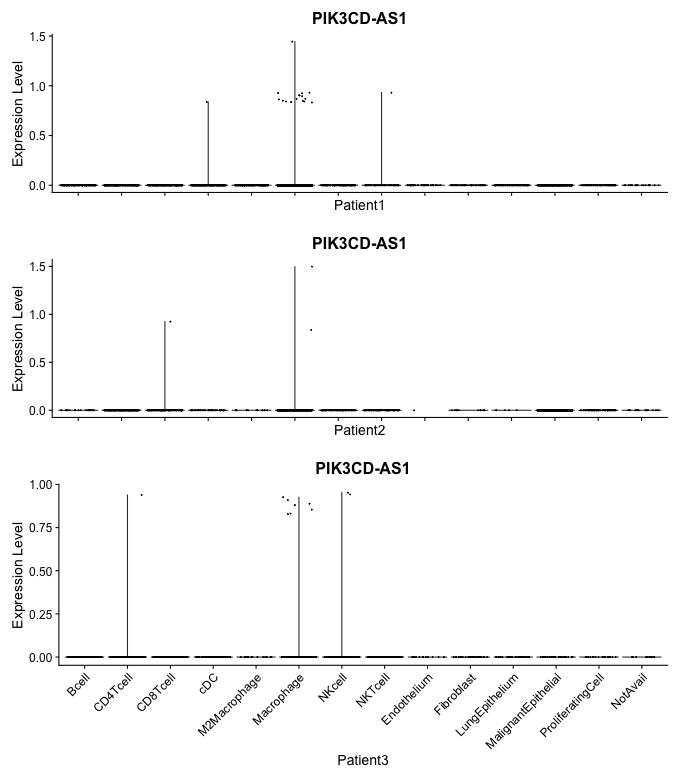 PIK3CD-AS1
1.5
1.0
0.5
0.0
Expression Level
Patient1
PIK3CD-AS1
1.5
1.0
0.5
0.0
Expression Level
Patient2
PIK3CD-AS1
1.00
0.75
0.50
0.25
0.00
Expression Level
Bcell
CD4Tcell
CD8Tcell
cDC
M2Macrophage
Macrophage
NKcell
NKTcell
Endothelium
Fibroblast
LungEpithelium
MalignantEpithelial
ProliferatingCell
NotAvail
Patient3